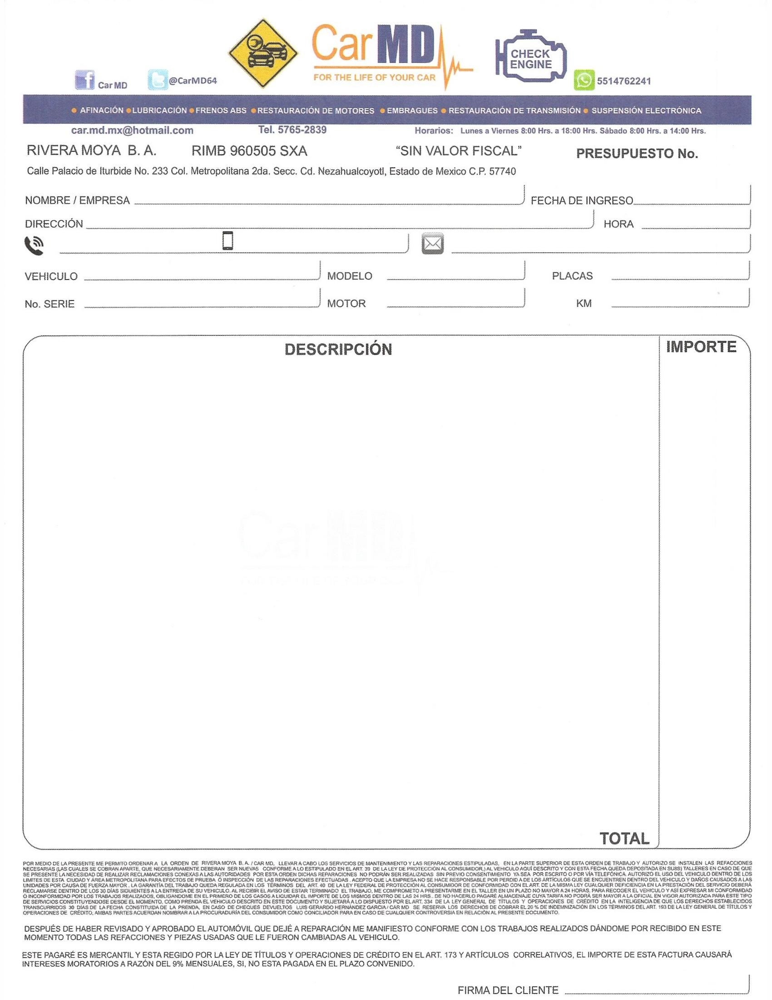 Car MD
FOR THE LIFE OF YOUR CAR
CHECK
ENGINE
Car MD
@CarMD64
5514762241
AFINACIÓN LUBRICACIÓN FRENOS ABS RESTAURACIÓN DE MOTORES EMBRAGUES RESTAURACIÓN DE TRANSMISIÓN SUSPENSIÓN ELECTRÓNICA
car.md.mx@hotmail.com Tel. 5765-2839 Horarios: Lunes a Viernes 8:00 Hrs. a 18:00 Hrs. Sábado 8:00 Hrs. a 14:00 Hrs.
RIVERA MOYA B. A. RIMB 960505 SXA “SIN VALOR FISCAL” PRESUPUESTO No.
Calle Palacio de Iturbide No. 233 Col. Metropolitana 2da. Secc. Cd. Nezahualcoyotl, Estado de Mexico C.P. 57740
NOMBRE / EMPRESA FECHA DE INGRESO
DIRECCIÓN HORA
VEHICULO MODELO PLACAS
No. SERIE MOTOR KM
DESCRIPCIÓN IMPORTE
Car MD
TOTAL
POR MEDIO DE LA PRESENTE ME PERMITO ORDENAR A LA ORDEN DE RIVERA MOYA B. A. / CAR MD, LLEVAR A CABO LOS SERVICIOS DE MANTENIMIENTO Y LAS REPARACIONES ESTIPULADAS, EN LA PARTE SUPERIOR DE ESTA ORDEN DE TRABAJO Y AUTORIZO SE INSTALEN LAS REFACCIONES
NECESARIAS (LAS CUALES SE COBRAN APARTE, QUE NECESARIAMENTE DEBERAN SER NUEVAS CONFORME A LO ESTIPULADO EN EL ART. 39 DE LA LEY DE PROTECCIÓN AL CONSUMIDOR,) AL VEHICULO AQUÍ DESCRITO Y CON ESTA FECHA QUEDA DEPOSITADA EN SU8S) TALLERES EN CASO DE QUE
SE PRESENTE LA NECESIDAD DE REALIZAR RECLAMACIONES CONEXAS A LAS AUTORIDADES POR ESTA ORDEN DICHAS REPARACIONES NO PODRÁN SER REALIZADAS SIN PREVIO CONSENTIMIENTO YA SEA POR ESCRITO O POR VÍA TELEFÓNICA. AUTORIZO EL USO DEL VEHICULO DENTRO DE LOS
LIMITES DE ESTA CIUDAD Y ÁREA METROPOLITANA PARA EFECTOS DE PRUEBA Ó INSPECCIÓN DE LAS REPARACIONES EFECTUADAS . ACEPTO QUE LA EMPRESA NO SE HACE RESPONSABLE POR PERDID A DE LOS ARTÍCULOS QUE SE ENCUENTREN DENTRO DEL VEHICULO Y DAÑOS CAUSADOS A LAS
UNIDADES POR CAUSA DE FUERZA MAYOR . LA GARANTÍA DEL TRABAJO QUEDA REGULADA EN LOS TÉRMINOS DEL ART. 40 DE LA LEY FEDERAL DE PROTECCIÓN AL CONSUMIDOR DE CONFORMIDAD CON EL ART. DE LA MISMA LEY CUALQUIER DEFICIENCIA EN LA PRESTACIÓN DEL SERVICIO DEBERÁ
RECLAMARSE DENTRO DE LOS 30 DÍAS SIGUIENTES A LA ENTREGA DE SU VEHICULO. AL RECIBIR EL AVISO DE ESTAR TERMINADO EL TRABAJO, ME COMPROMETO A PRESENTARME EN EL TALLER EN UN PLAZO NO MAYOR A 24 HORAS. PARA RECOGER EL VEHICULO Y ASÍ EXPRESAR MI CONFORMIDAD
Ó INCONFORMIDAD POR LOS TRABAJOS REALIZADOS, OBLIGANDOME EN EL PRIMERO DE LOS CASOS A LIQUIDAR EL IMPORTE DE LOS MISMOS DENTRO DE LAS 24 HRS . DE NO HACERLO PAGARÉ ALMACENAJE CUYA TARIFA NO PODRÁ SER MAYOR A LA OFICIAL EN VIGOR AUTORIZADA PARA ESTE TIPO
DE SERVICIOS CONSTITUYENDOSE DESDE EL MOMENTO, COMO PRENDA EL VEHICULO DESCRITO EN ESTE DOCUMENTO Y SUJETARÁ A LO DISPUESTO POR EL ART. 334 DE LA LEY GENERAL DE TÍTULOS Y OPERACIONES DE CRÉDITO EN LA INTELIGENCIA DE QUE LOS DERECHOS ESTABLECIDOS
TRANSCURRIDOS 30 DÍAS DE LA FECHA CONSTITUIDA DE LA PRENDA, EN CASO DE CHEQUES DEVUELTOS LUIS GERARDO HERNÁNDEZ GARCIA / CAR MD SE RESERVA LOS DERECHOS DE COBRAR EL 20 % DE INDEMNIZACIÓN EN LOS TÉRMINOS DEL ART. 193 DE LA LEY GENERAL DE TÍTULOS Y
OPERACIONES DE CRÉDITO, AMBAS PARTES ACUERDAN NOMBRAR A LA PROCURADURÍA DEL CONSUMIDOR COMO CONCILIADOR PARA EN CASO DE CUALQUIER CONTROVERSIA EN RELACIÓN AL PRESENTE DOCUMENTO.
DESPUÉS DE HABER REVISADO Y APROBADO EL AUTOMÓVIL QUE DEJÉ A REPARACIÓN ME MANIFIESTO CONFORME CON LOS TRABAJOS REALIZADOS DÁNDOME POR RECIBIDO EN ESTE
MOMENTO TODAS LAS REFACCIONES Y PIEZAS USADAS QUE LE FUERON CAMBIADAS AL VEHICULO.
ESTE PAGARÉ ES MERCANTIL Y ESTA REGIDO POR LA LEY DE TÍTULOS Y OPERACIONES DE CRÉDITO EN EL ART. 173 Y ARTÍCULOS CORRELATIVOS, EL IMPORTE DE ESTA FACTURA CAUSARÁ
INTERESES MORATORIOS A RAZÓN DEL 9% MENSUALES, SI, NO ESTA PAGADA EN EL PLAZO CONVENIDO.
FIRMA DEL CLIENTE